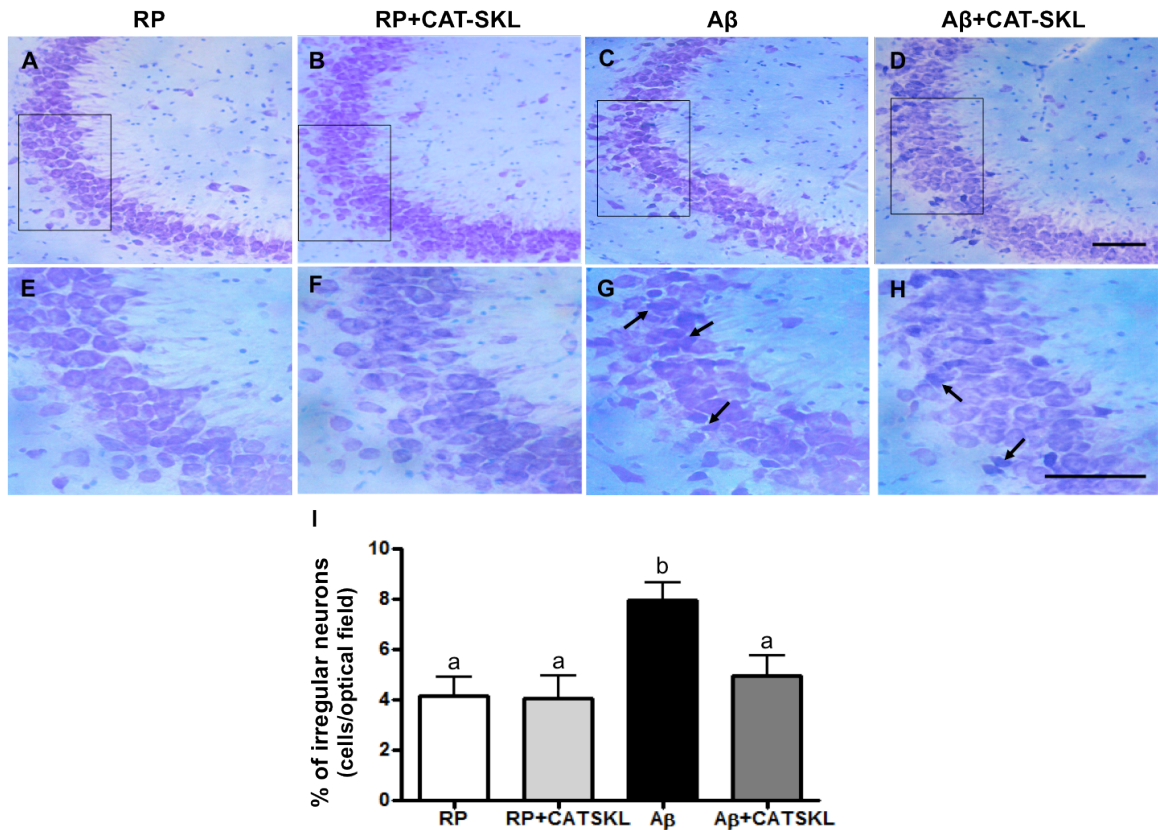 RP RP+CAT-SKL Aβ Aβ+CAT-SKL
A B C D
E F G H
I
% of irregular neurons
(cells/optical field)
10
8
6
4
2
0
a a b a
RP RP+CATSKL Aβ Aβ+CATSKL